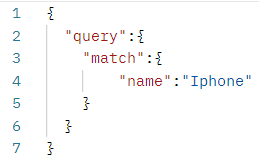 1 {
2   "query":{
3     "match":{
4         "name":"Iphone"
5     }
6   }
7 }